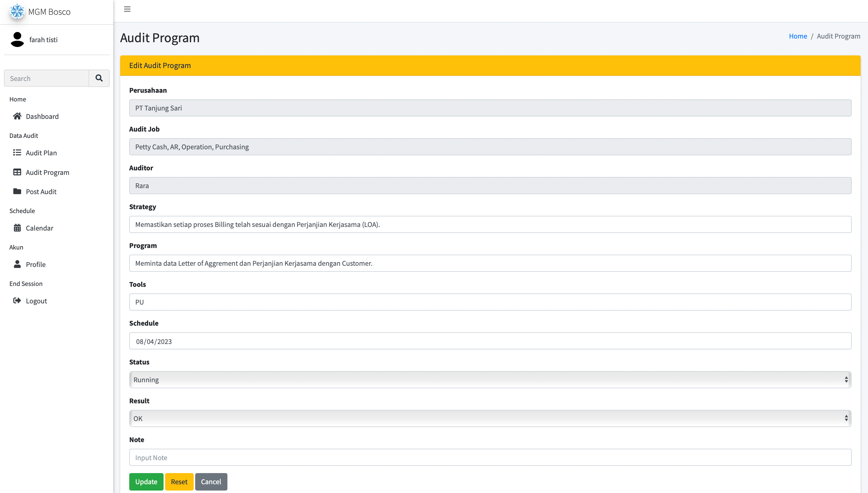 MGM Bosco
farah tisti
Search
Home
Dashboard
Data Audit
Audit Plan
Audit Program
Post Audit
Schedule
Calendar
Akun
Profile
End Session
Logout
Audit Program
Home / Audit Program
Edit Audit Program
Perusahaan
PT Tanjung Sari
Audit Job
Petty Cash, AR, Operation, Purchasing
Auditor
Rara
Strategy
Memastikan setiap proses Billing telah sesuai dengan Perjanjian Kerjasama (LOA).
Program
Meminta data Letter of Aggrement dan Perjanjian Kerjasama dengan Customer.
Tools
PU
Schedule
08/04/2023
Status
Running
Result
OK
Note
Input Note
Update Reset Cancel